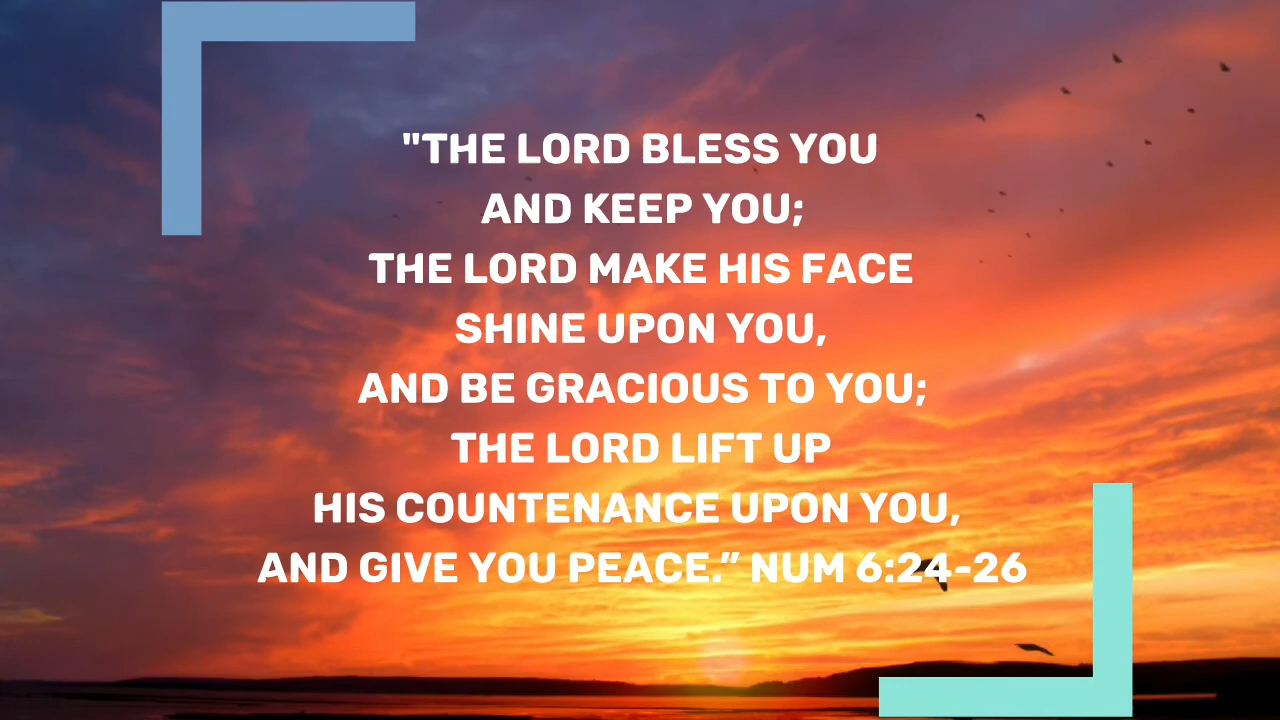 "THE LORD BLESS YOU
AND KEEP YOU;
THE LORD MAKE HIS FACE
SHINE UPON YOU,
AND BE GRACIOUS TO YOU;
THE LORD LIFT UP
HIS COUNTENANCE UPON YOU,
AND GIVE YOU PEACE.” NUM 6:24-26